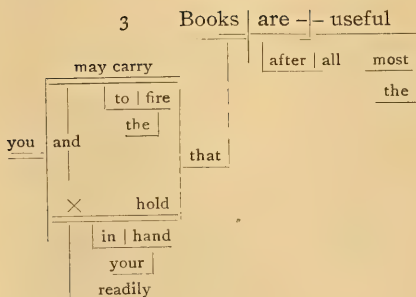 3 Books are useful
may carry after all most
to fire the
the
you and
that
× hold
in hand
your
readily